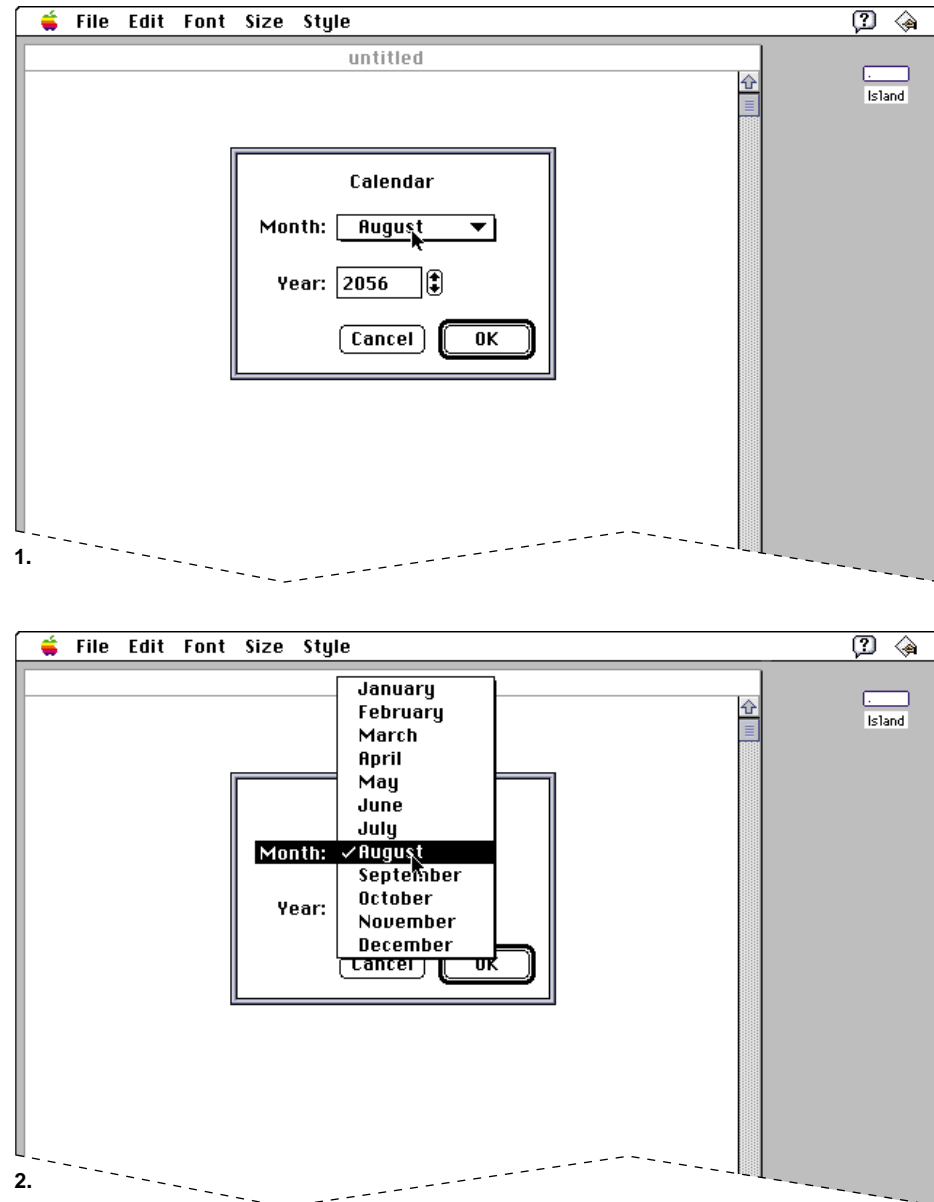 File Edit Font Size Style
untitled
Island
Calendar
Month: August
Year: 2056
Cancel OK
1.
File Edit Font Size Style
Island
January
February
March
April
May
June
July
Month: ✓August
September
Year: October
November
December
Cancel OK
2.